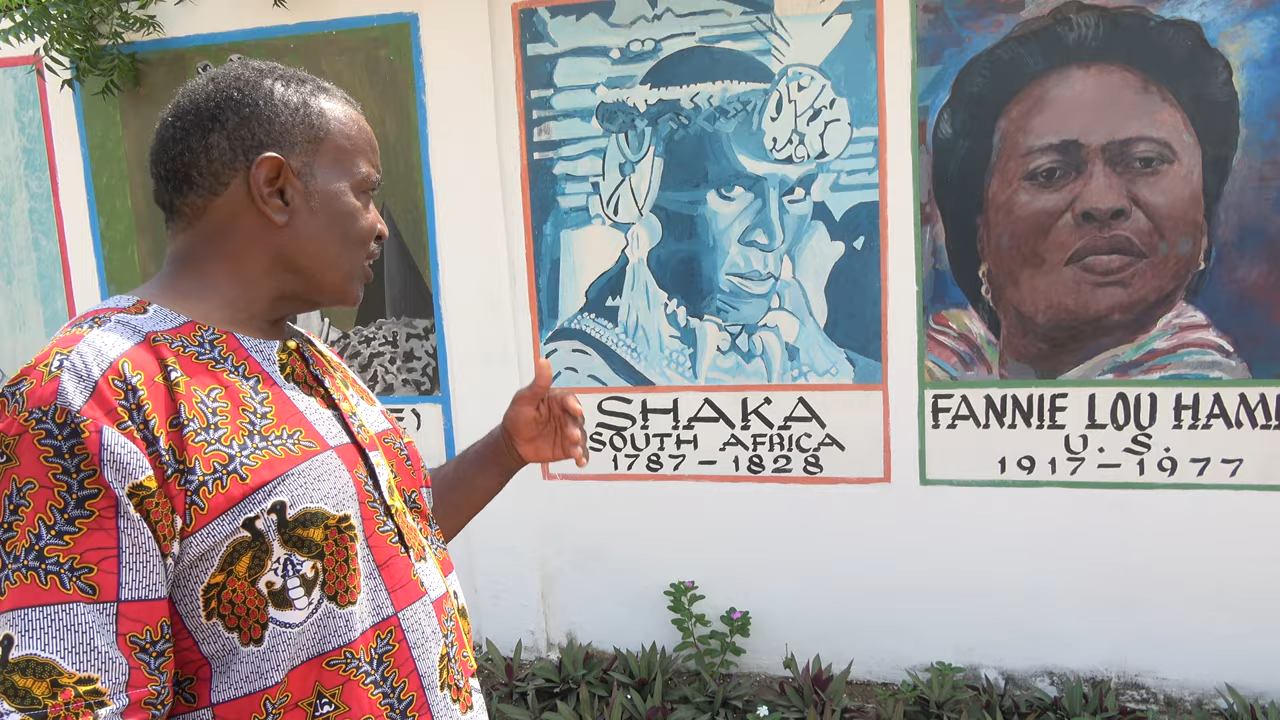 E)
SHAKA
SOUTH AFRICA
1787-1828
FANNIE LOU HAM
U.S.
1917-1977